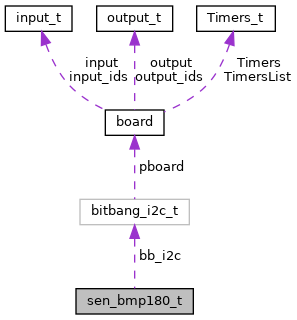 input_t
output_t
Timers_t
input
input_ids
output
output_ids
Timers
TimersList
board
pboard
bitbang_i2c_t
bb_i2c
sen_bmp180_t